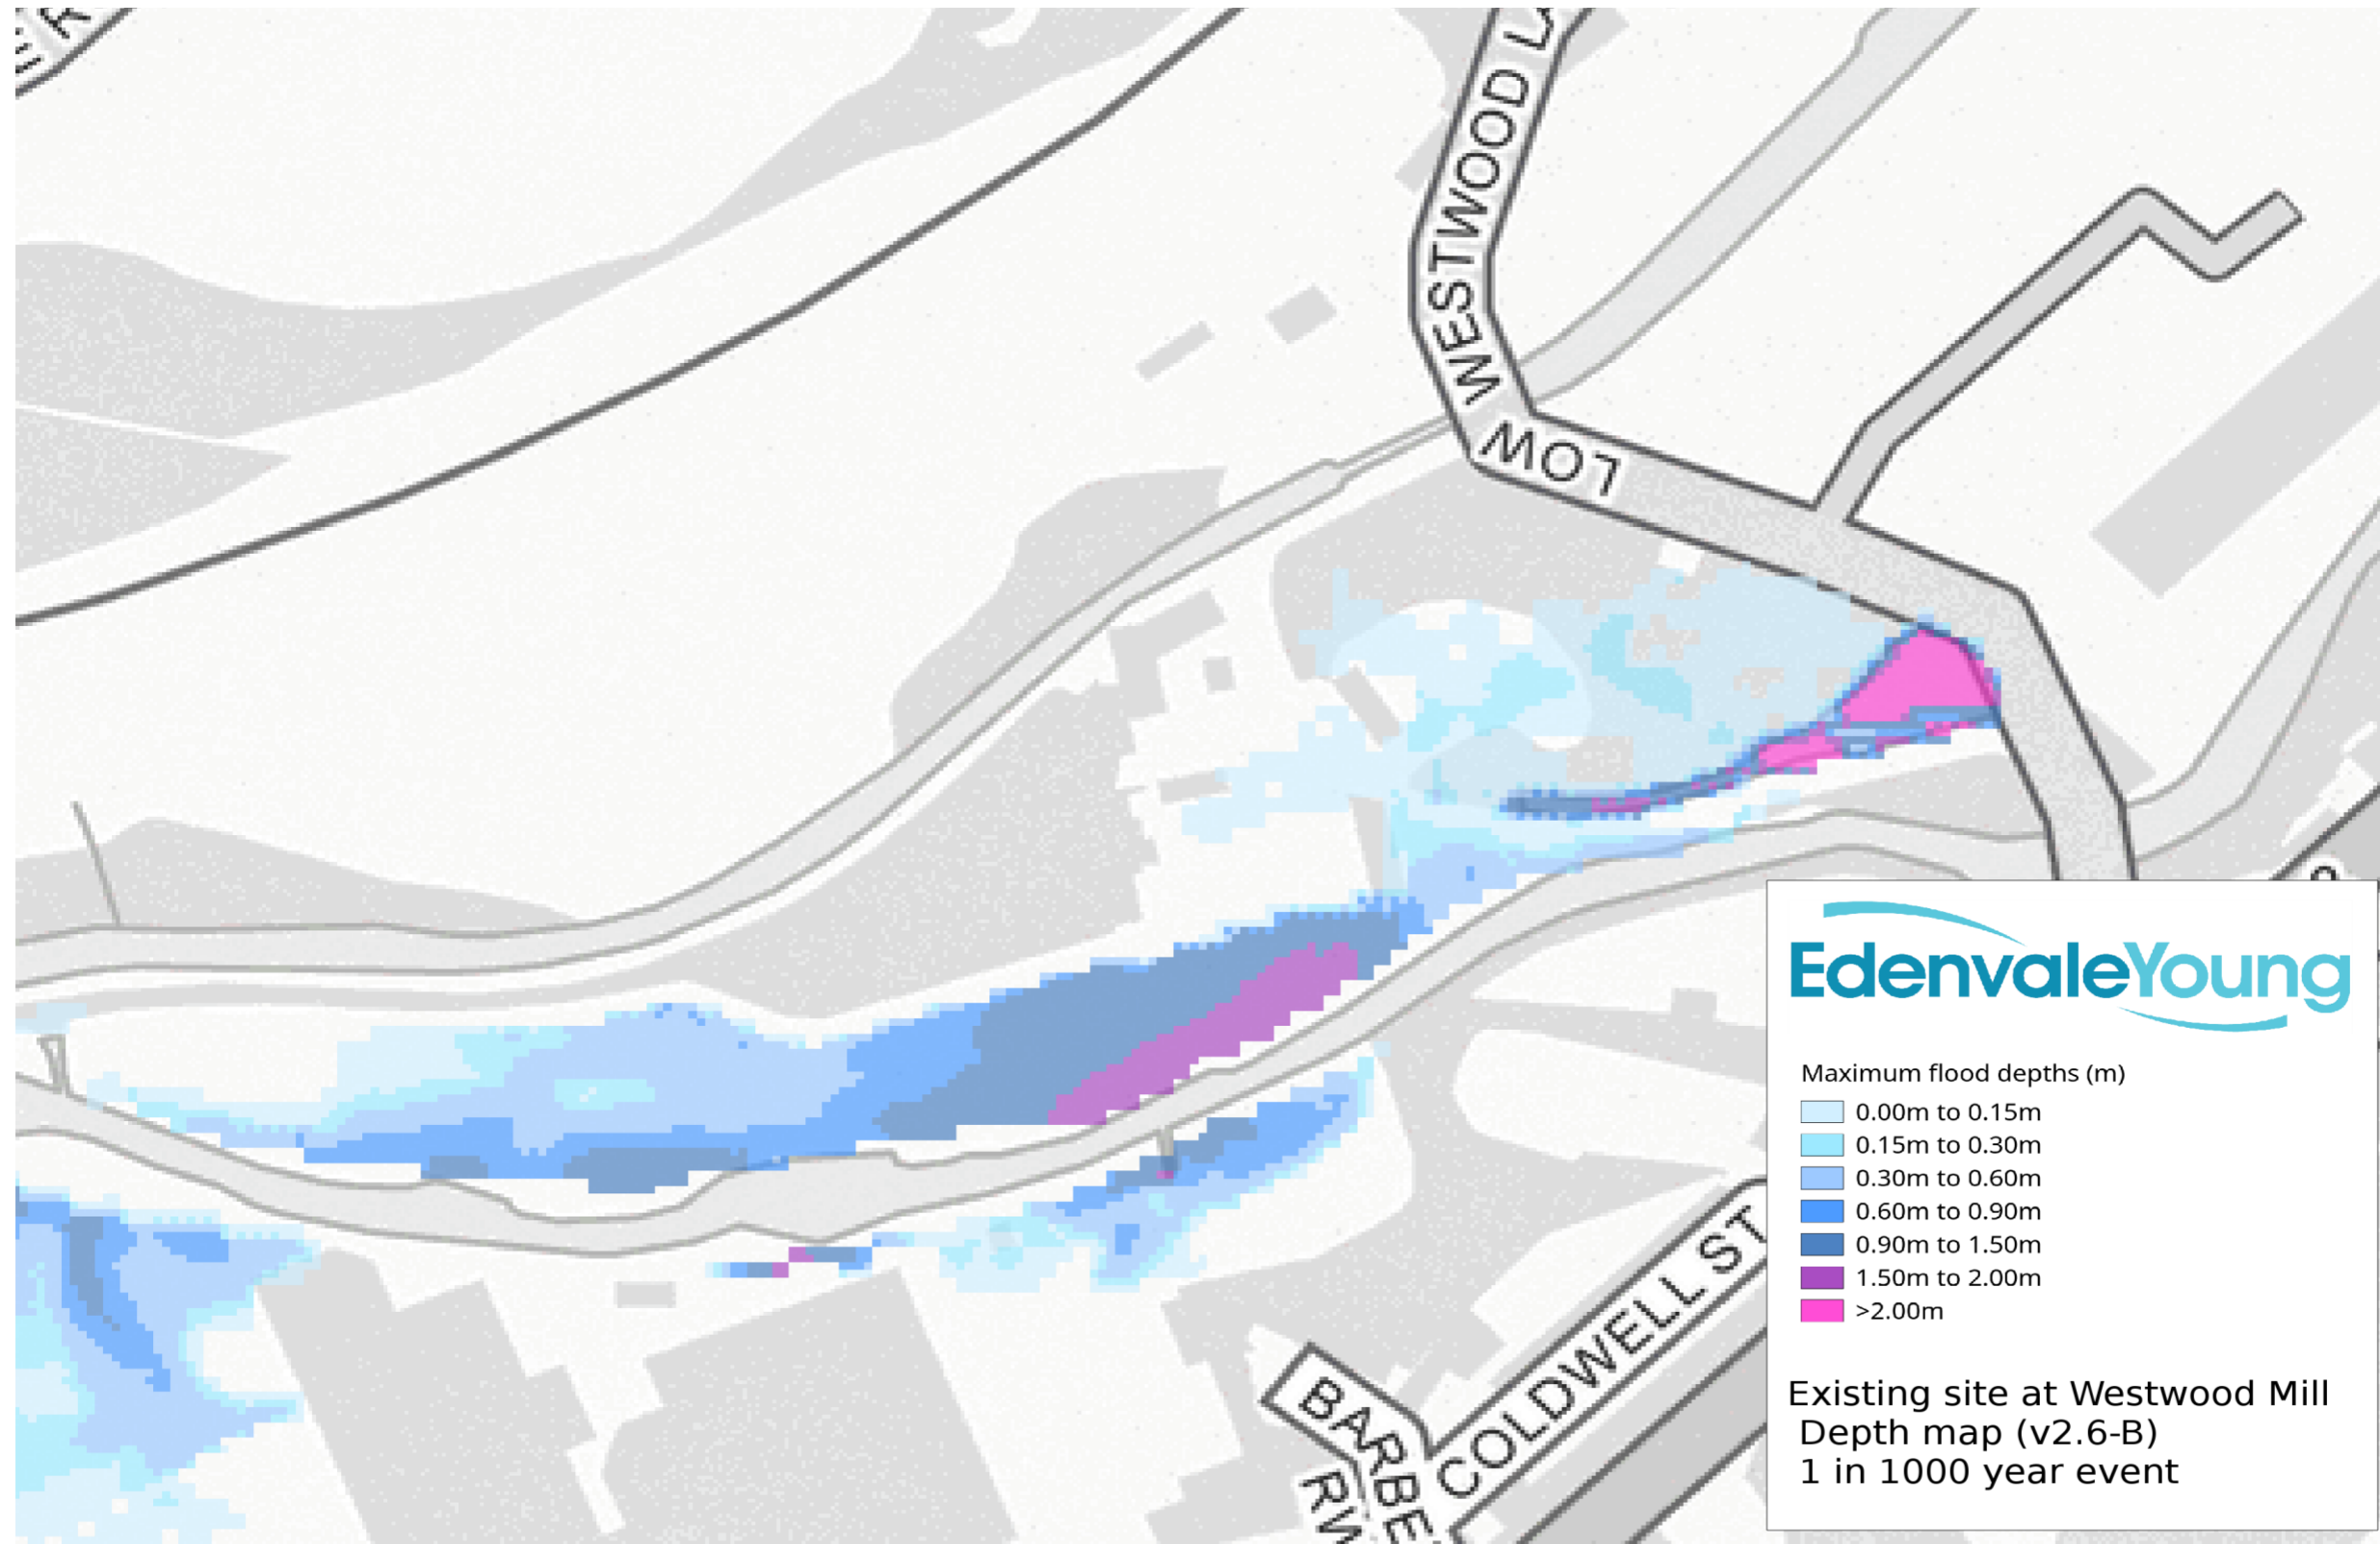 WESTWOOD LA
LOW
EdenvaleYoung
Maximum flood depths (m)
0.00m to 0.15m
0.15m to 0.30m
0.30m to 0.60m
0.60m to 0.90m
0.90m to 1.50m
1.50m to 2.00m
>2.00m
COLDWELL ST
BARBE
RW
Existing site at Westwood Mill
Depth map (v2.6-B)
1 in 1000 year event